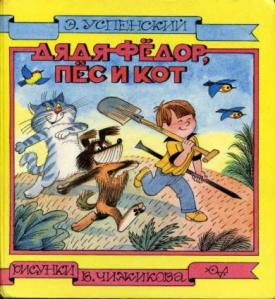 Э. УСПЕНСКИЙ
ДЯДЯ-ФЁДОР,
ПЁС И КОТ
РИСУНКИ В. ЧИЖИКОВА